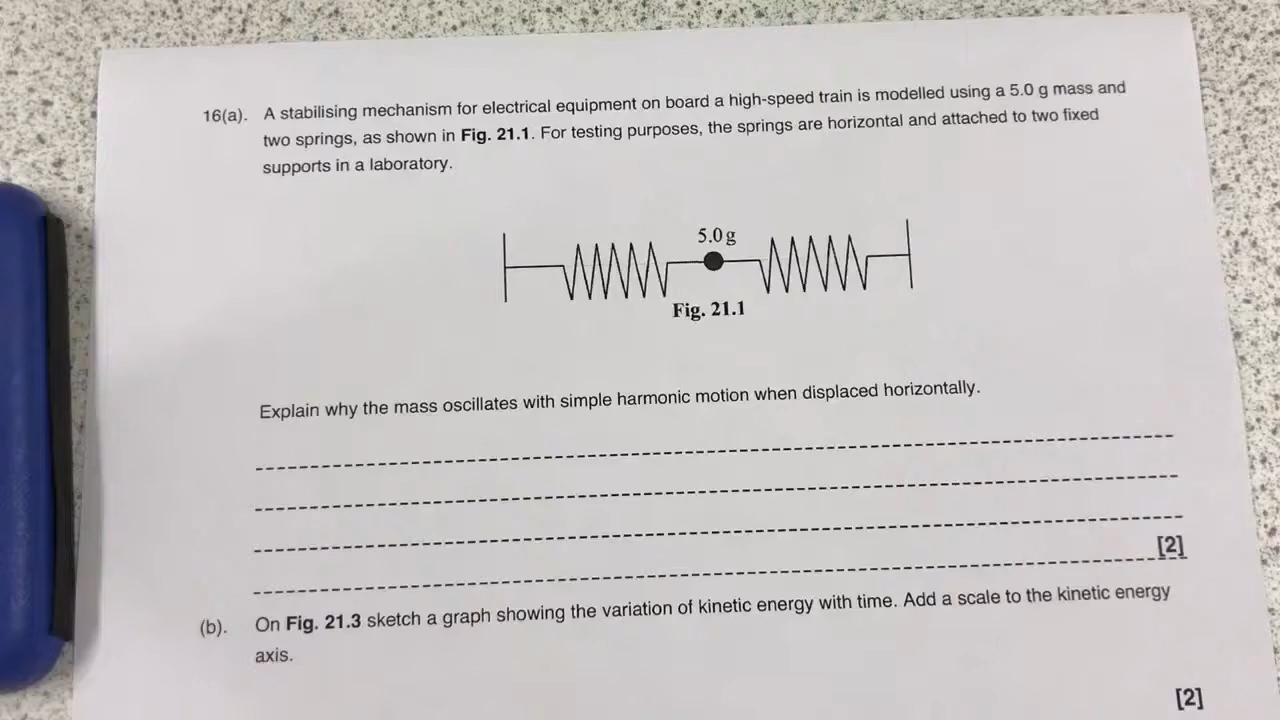 16(a). A stabilising mechanism for electrical equipment on board a high-speed train is modelled using a 5.0 g mass and
two springs, as shown in Fig. 21.1. For testing purposes, the springs are horizontal and attached to two fixed
supports in a laboratory.
5.0 g
Fig. 21.1
Explain why the mass oscillates with simple harmonic motion when displaced horizontally.
[2]
(b). On Fig. 21.3 sketch a graph showing the variation of kinetic energy with time. Add a scale to the kinetic energy
axis.
[2]